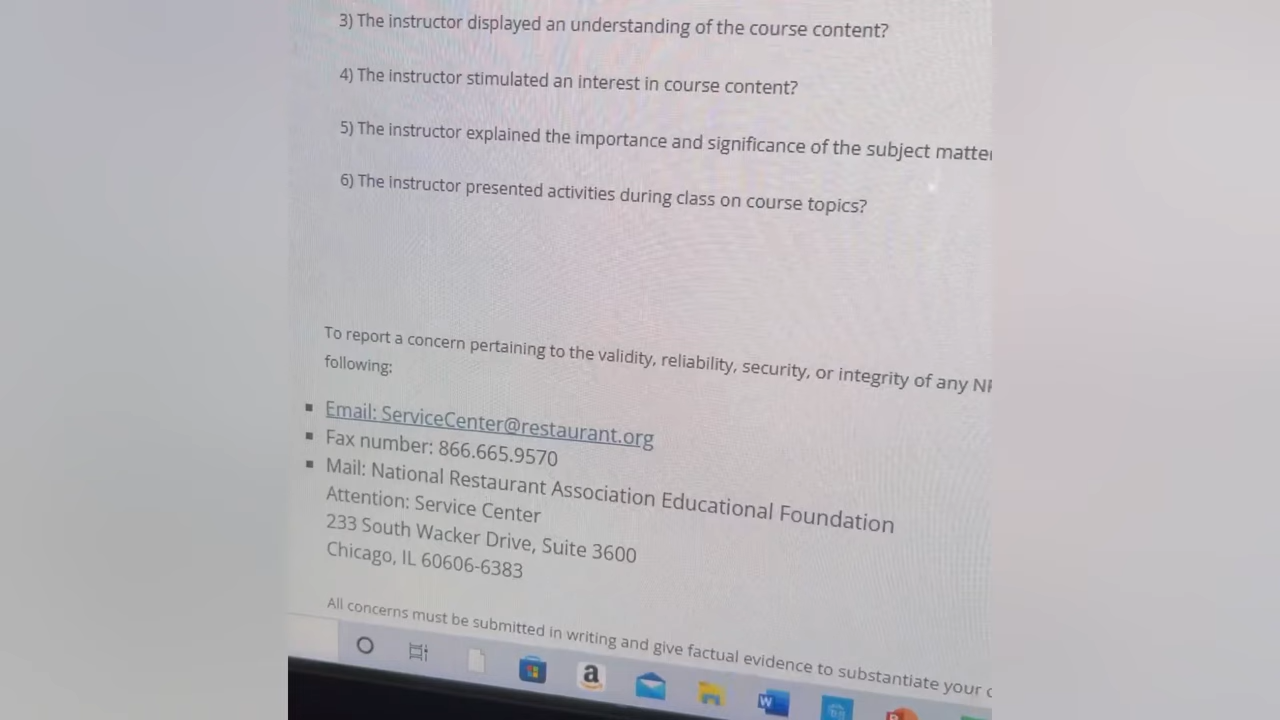 3) The instructor displayed an understanding of the course content?
4) The instructor stimulated an interest in course content?
5) The instructor explained the importance and significance of the subject matter
6) The instructor presented activities during class on course topics?
To report a concern pertaining to the validity, reliability, security, or integrity of any
following:
Email: ServiceCenter@restaurant.org
Fax number: 866.665.9570
Mail: National Restaurant Association Educational Foundation
Attention: Service Center
233 South Wacker Drive, Suite 3600
Chicago, IL 60606-6383
All concerns must be submitted in writing and give factual evidence to substantiate your
a
W